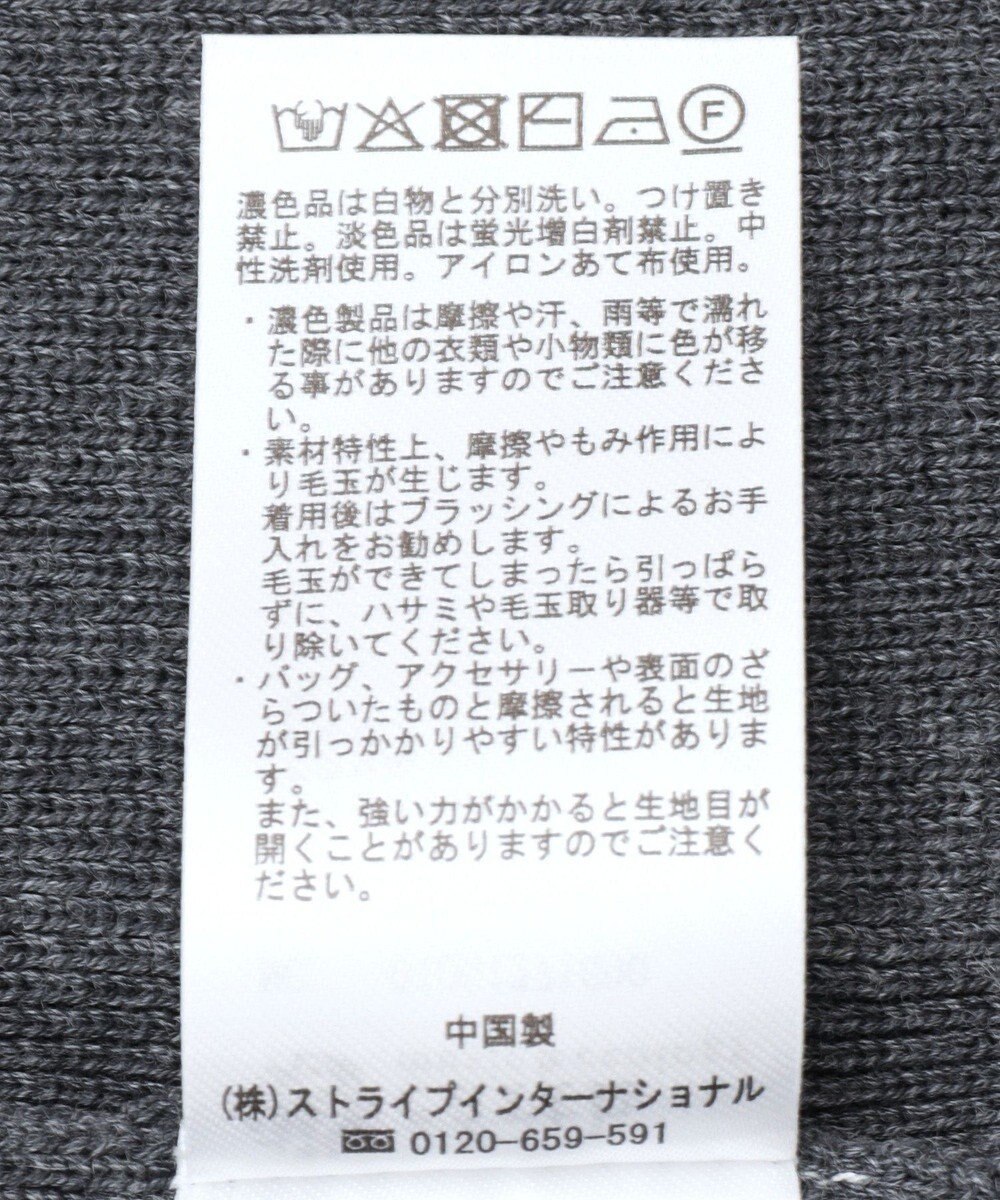 濃色品は白物と分別洗い。つけ置き
禁止。淡色品は蛍光増白剤禁止。中
性洗剤使用。アイロンあて布使用。
・濃色製品は摩擦や汗、雨等で濡れ
た際に他の衣類や小物類に色が移
る事がありますのでご注意くださ
い。
・素材特性上、摩擦やもみ作用によ
り毛玉が生じます。
着用後はブラッシングによるお手
入れをお勧めします。
毛玉ができてしまったら引っぱら
ずに、ハサミや毛玉取り器等で取
り除いてください。
・バッグ、アクセサリーや表面のざ
らついたものと摩擦されると生地
が引っかかりやすい特性がありま
す。
また、強い力がかかると生地目が
開くことがありますのでご注意く
ださい。
中国製
(株)ストライプインターナショナル
0120-659-591